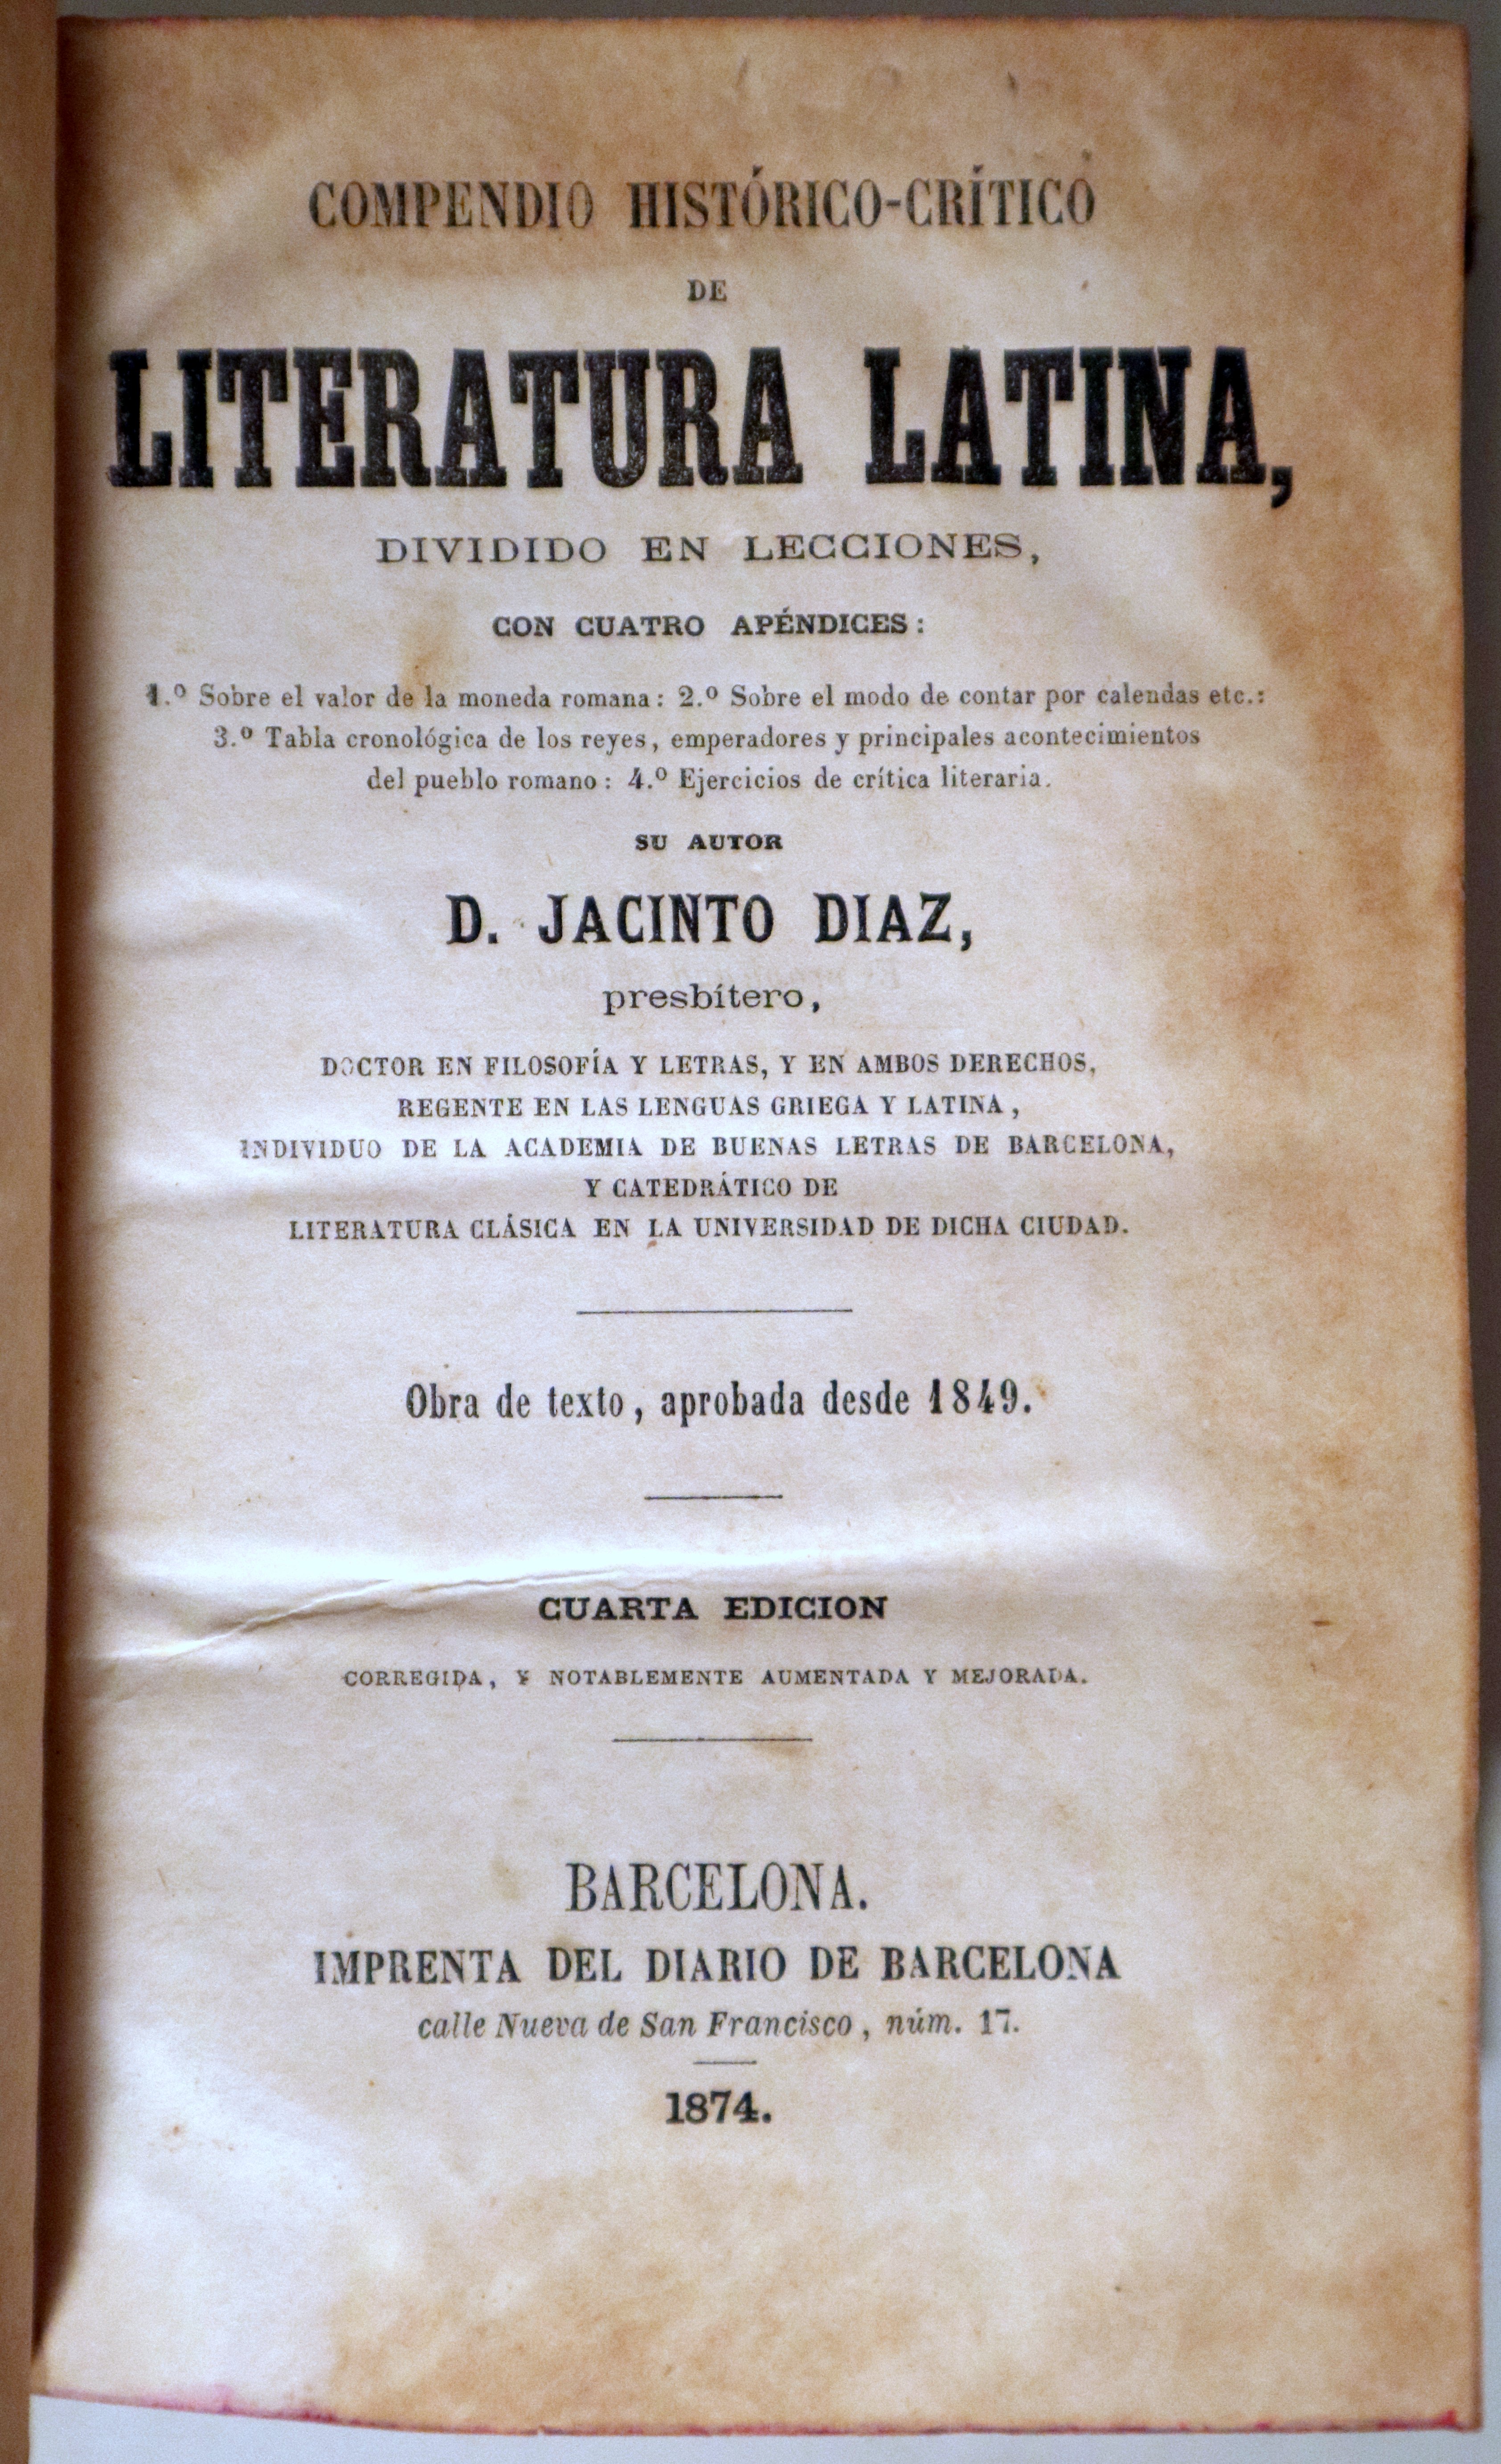 COMPENDIO HISTÓRICO-CRÍTICO
DE
LITERATURA LATINA,
DIVIDIDO EN LECCIONES,
CON CUATRO APÉNDICES:
1.º Sobre el valor de la moneda romana: 2.º Sobre el modo de contar por calendas etc.:
3.º Tabla cronológica de los reyes, emperadores y principales acontecimientos
del pueblo romano: 4.º Ejercicios de crítica literaria.
SU AUTOR
D. JACINTO DIAZ,
presbítero,
DOCTOR EN FILOSOFÍA Y LETRAS, Y EN AMBOS DERECHOS,
REGENTE EN LAS LENGUAS GRIEGA Y LATINA,
INDIVIDUO DE LA ACADEMIA DE BUENAS LETRAS DE BARCELONA,
Y CATEDRÁTICO DE
LITERATURA CLÁSICA EN LA UNIVERSIDAD DE DICHA CIUDAD.
Obra de texto, aprobada desde 1849.
CUARTA EDICION
CORREGIDA, Y NOTABLEMENTE AUMENTADA Y MEJORADA.
BARCELONA.
IMPRENTA DEL DIARIO DE BARCELONA
calle Nueva de San Francisco, núm. 17.
1874.